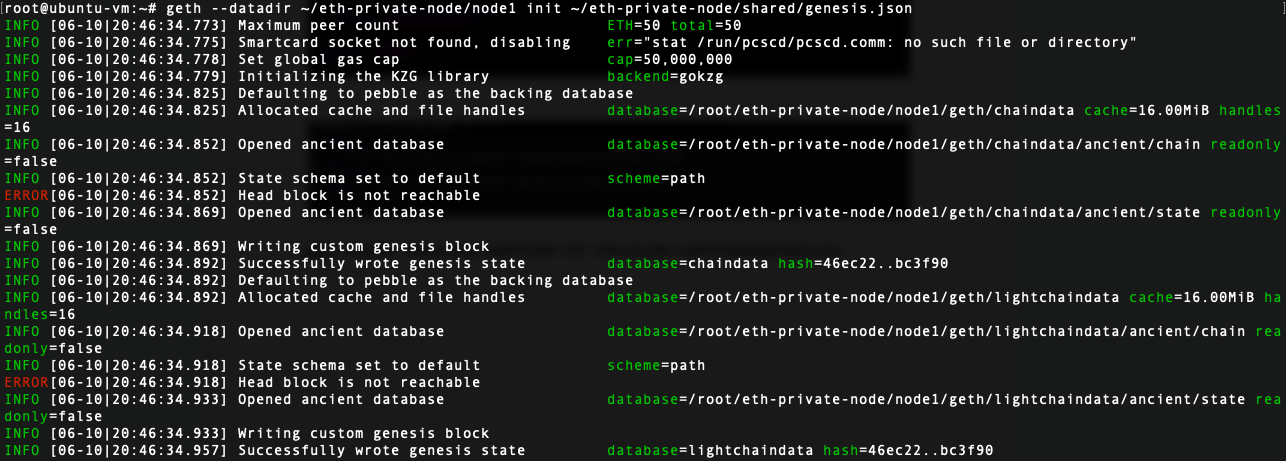 [root@ubuntu-vm:~# geth --datadir ~/eth-private-node/node1 init ~/eth-private-node/shared/genesis.json
INFO [06-10|20:46:34.773] Maximum peer count                       ETH=50 total=50
INFO [06-10|20:46:34.775] Smartcard socket not found, disabling    err="stat /run/pcscd/pcscd.comm: no such file or directory"
INFO [06-10|20:46:34.778] Set global gas cap                       cap=50,000,000
INFO [06-10|20:46:34.779] Initializing the KZG library             backend=gokzg
INFO [06-10|20:46:34.825] Defaulting to pebble as the backing database
INFO [06-10|20:46:34.825] Allocated cache and file handles         database=/root/eth-private-node/node1/geth/chaindata cache=16.00MiB handles
=16
INFO [06-10|20:46:34.852] Opened ancient database                  database=/root/eth-private-node/node1/geth/chaindata/ancient/chain readonly
=false
INFO [06-10|20:46:34.852] State schema set to default              scheme=path
ERROR[06-10|20:46:34.852] Head block is not reachable
INFO [06-10|20:46:34.869] Opened ancient database                  database=/root/eth-private-node/node1/geth/chaindata/ancient/state readonly
=false
INFO [06-10|20:46:34.869] Writing custom genesis block
INFO [06-10|20:46:34.892] Successfully wrote genesis state         database=chaindata hash=46ec22..bc3f90
INFO [06-10|20:46:34.892] Defaulting to pebble as the backing database
INFO [06-10|20:46:34.892] Allocated cache and file handles         database=/root/eth-private-node/node1/geth/lightchaindata cache=16.00MiB ha
ndles=16
INFO [06-10|20:46:34.918] Opened ancient database                  database=/root/eth-private-node/node1/geth/lightchaindata/ancient/chain rea
donly=false
INFO [06-10|20:46:34.918] State schema set to default              scheme=path
ERROR[06-10|20:46:34.918] Head block is not reachable
INFO [06-10|20:46:34.933] Opened ancient database                  database=/root/eth-private-node/node1/geth/lightchaindata/ancient/state rea
donly=false
INFO [06-10|20:46:34.933] Writing custom genesis block
INFO [06-10|20:46:34.957] Successfully wrote genesis state         database=lightchaindata hash=46ec22..bc3f90